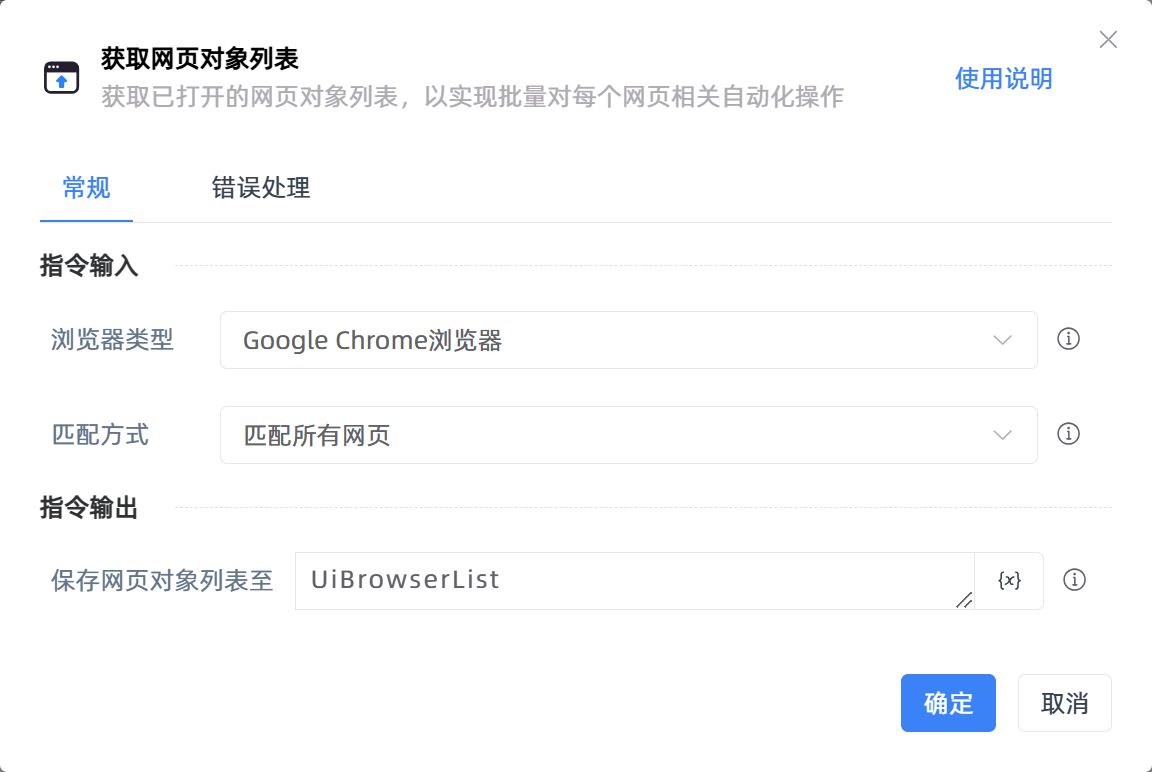 获取网页对象列表
获取已打开的网页对象列表，以实现批量对每个网页相关自动化操作
使用说明
常规
错误处理
指令输入
浏览器类型
Google Chrome浏览器
匹配方式
匹配所有网页
指令输出
保存网页对象列表至
UiBrowserList
{x}
确定
取消